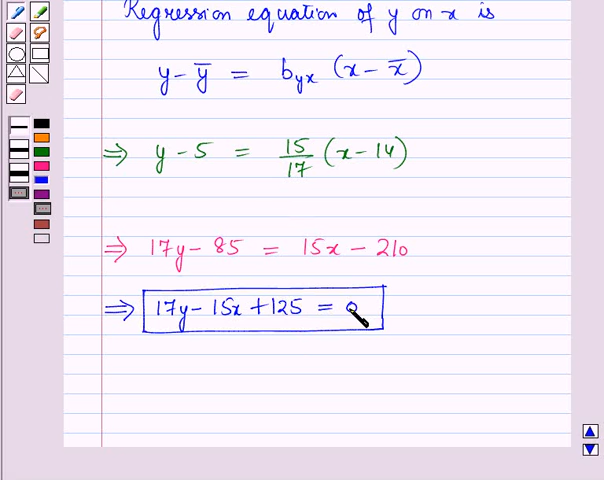 Regression equation of y on x is
y - y̅ = b_yx (x - x̅)
⇒ y - 5 = 15/17 (x - 14)
⇒ 17y - 85 = 15x - 210
⇒ 17y - 15x + 125 = 0